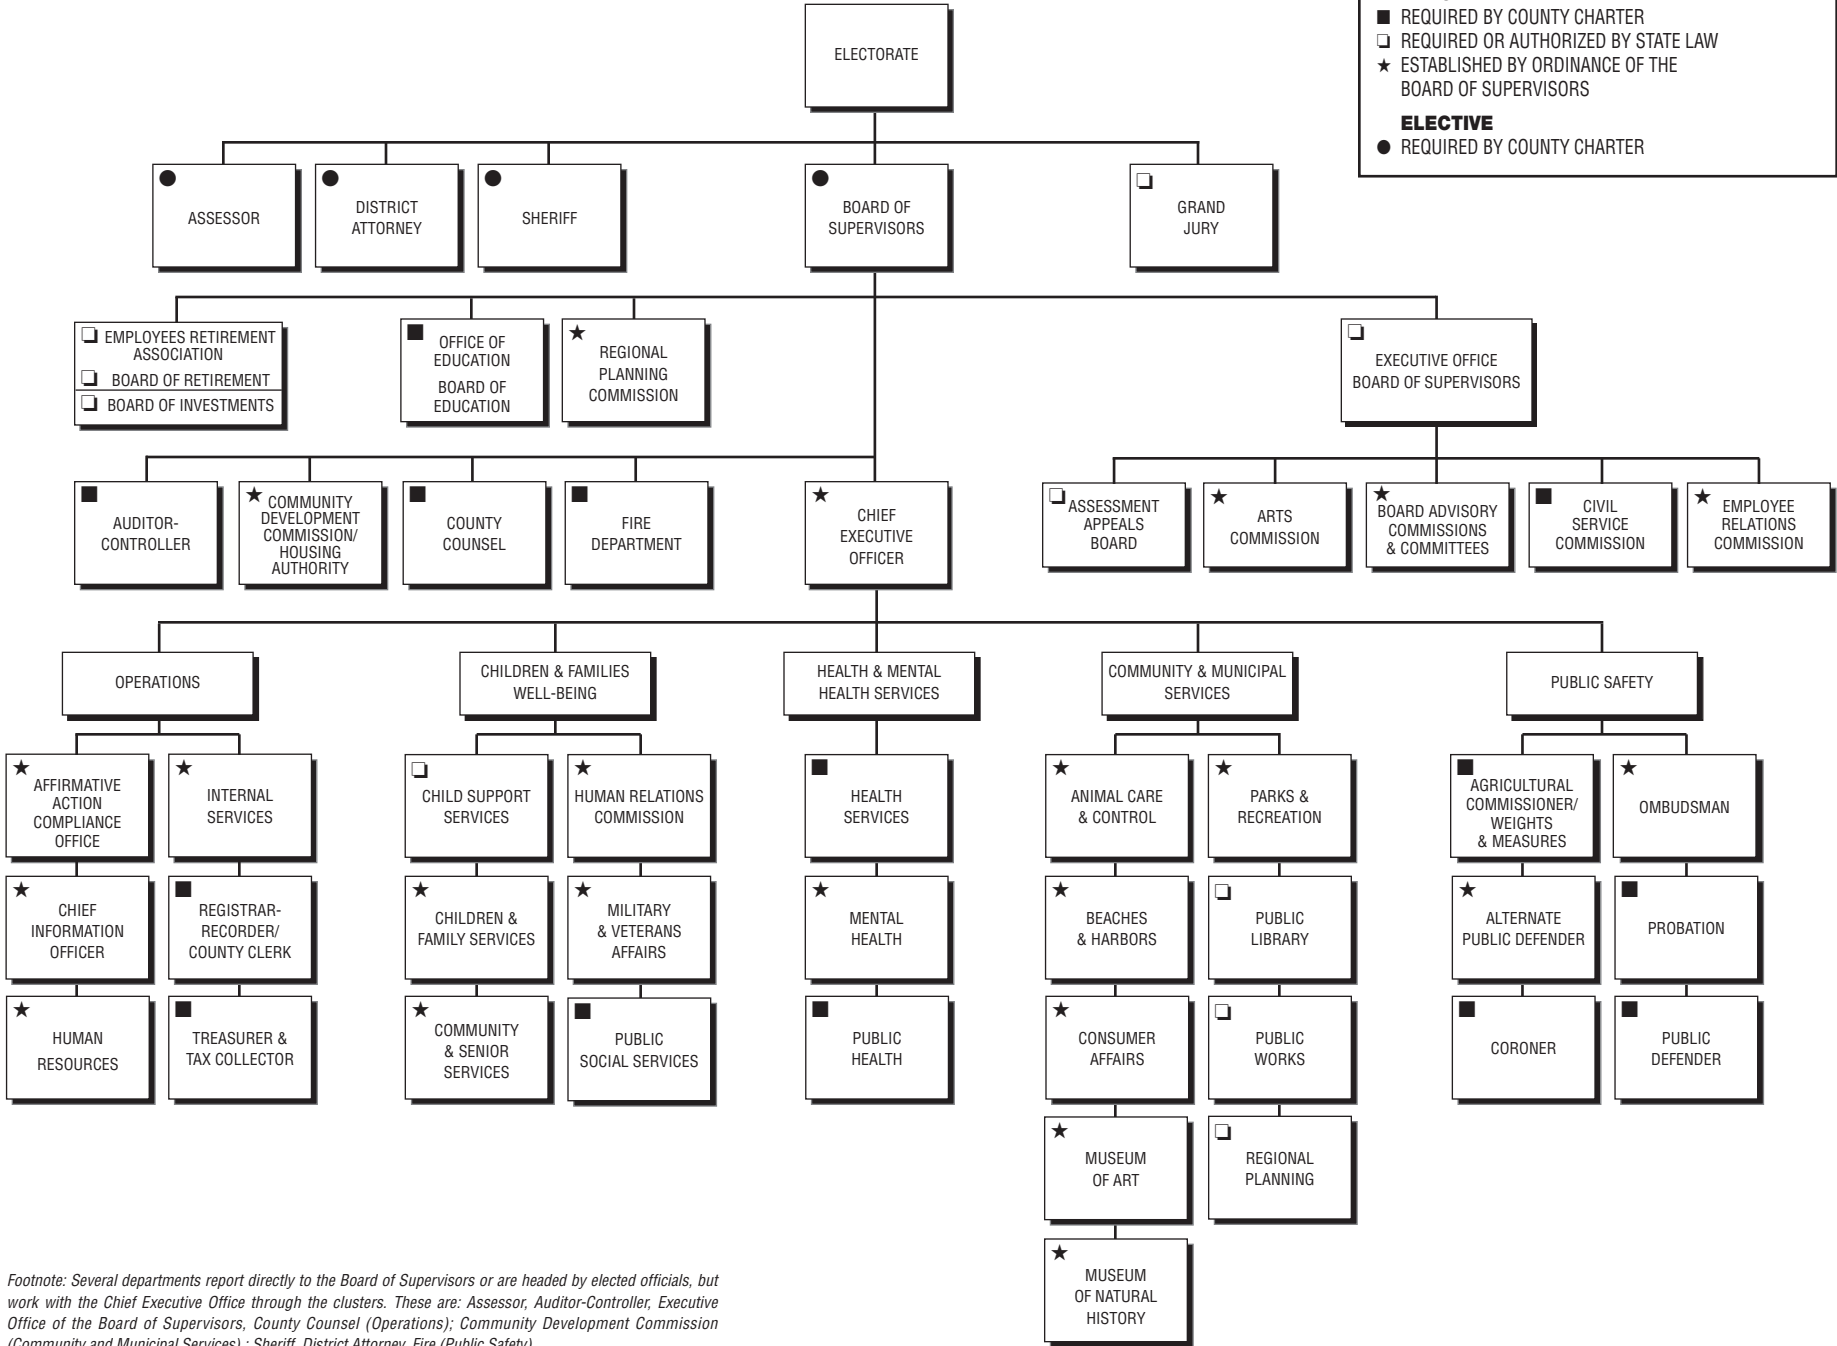 ■ REQUIRED BY COUNTY CHARTER
❏ REQUIRED OR AUTHORIZED BY STATE LAW
★ ESTABLISHED BY ORDINANCE OF THE
BOARD OF SUPERVISORS
ELECTIVE
● REQUIRED BY COUNTY CHARTER
ELECTORATE
ASSESSOR
DISTRICT
ATTORNEY
SHERIFF
BOARD OF
SUPERVISORS
GRAND
JURY
EMPLOYEES RETIREMENT
ASSOCIATION
BOARD OF RETIREMENT
BOARD OF INVESTMENTS
OFFICE OF
EDUCATION
BOARD OF
EDUCATION
REGIONAL
PLANNING
COMMISSION
EXECUTIVE OFFICE
BOARD OF SUPERVISORS
AUDITOR-
CONTROLLER
COMMUNITY
DEVELOPMENT
COMMISSION/
HOUSING
AUTHORITY
COUNTY
COUNSEL
FIRE
DEPARTMENT
CHIEF
EXECUTIVE
OFFICER
ASSESSMENT
APPEALS
BOARD
ARTS
COMMISSION
BOARD ADVISORY
COMMISSIONS
& COMMITTEES
CIVIL
SERVICE
COMMISSION
EMPLOYEE
RELATIONS
COMMISSION
OPERATIONS
CHILDREN & FAMILIES
WELL-BEING
HEALTH & MENTAL
HEALTH SERVICES
COMMUNITY & MUNICIPAL
SERVICES
PUBLIC SAFETY
AFFIRMATIVE
ACTION
COMPLIANCE
OFFICE
INTERNAL
SERVICES
CHILD SUPPORT
SERVICES
HUMAN RELATIONS
COMMISSION
HEALTH
SERVICES
ANIMAL CARE
& CONTROL
PARKS &
RECREATION
AGRICULTURAL
COMMISSIONER/
WEIGHTS
& MEASURES
OMBUDSMAN
CHIEF
INFORMATION
OFFICER
REGISTRAR-
RECORDER/
COUNTY CLERK
CHILDREN &
FAMILY SERVICES
MILITARY
& VETERANS
AFFAIRS
MENTAL
HEALTH
BEACHES
& HARBORS
PUBLIC
LIBRARY
ALTERNATE
PUBLIC DEFENDER
PROBATION
HUMAN
RESOURCES
TREASURER &
TAX COLLECTOR
COMMUNITY
& SENIOR
SERVICES
PUBLIC
SOCIAL SERVICES
PUBLIC
HEALTH
CONSUMER
AFFAIRS
PUBLIC
WORKS
CORONER
PUBLIC
DEFENDER
MUSEUM
OF ART
REGIONAL
PLANNING
MUSEUM
OF NATURAL
HISTORY
Footnote: Several departments report directly to the Board of Supervisors or are headed by elected officials, but
work with the Chief Executive Office through the clusters. These are: Assessor, Auditor-Controller, Executive
Office of the Board of Supervisors, County Counsel (Operations); Community Development Commission
(Community and Municipal Services) ; Sheriff, District Attorney, Fire (Public Safety)